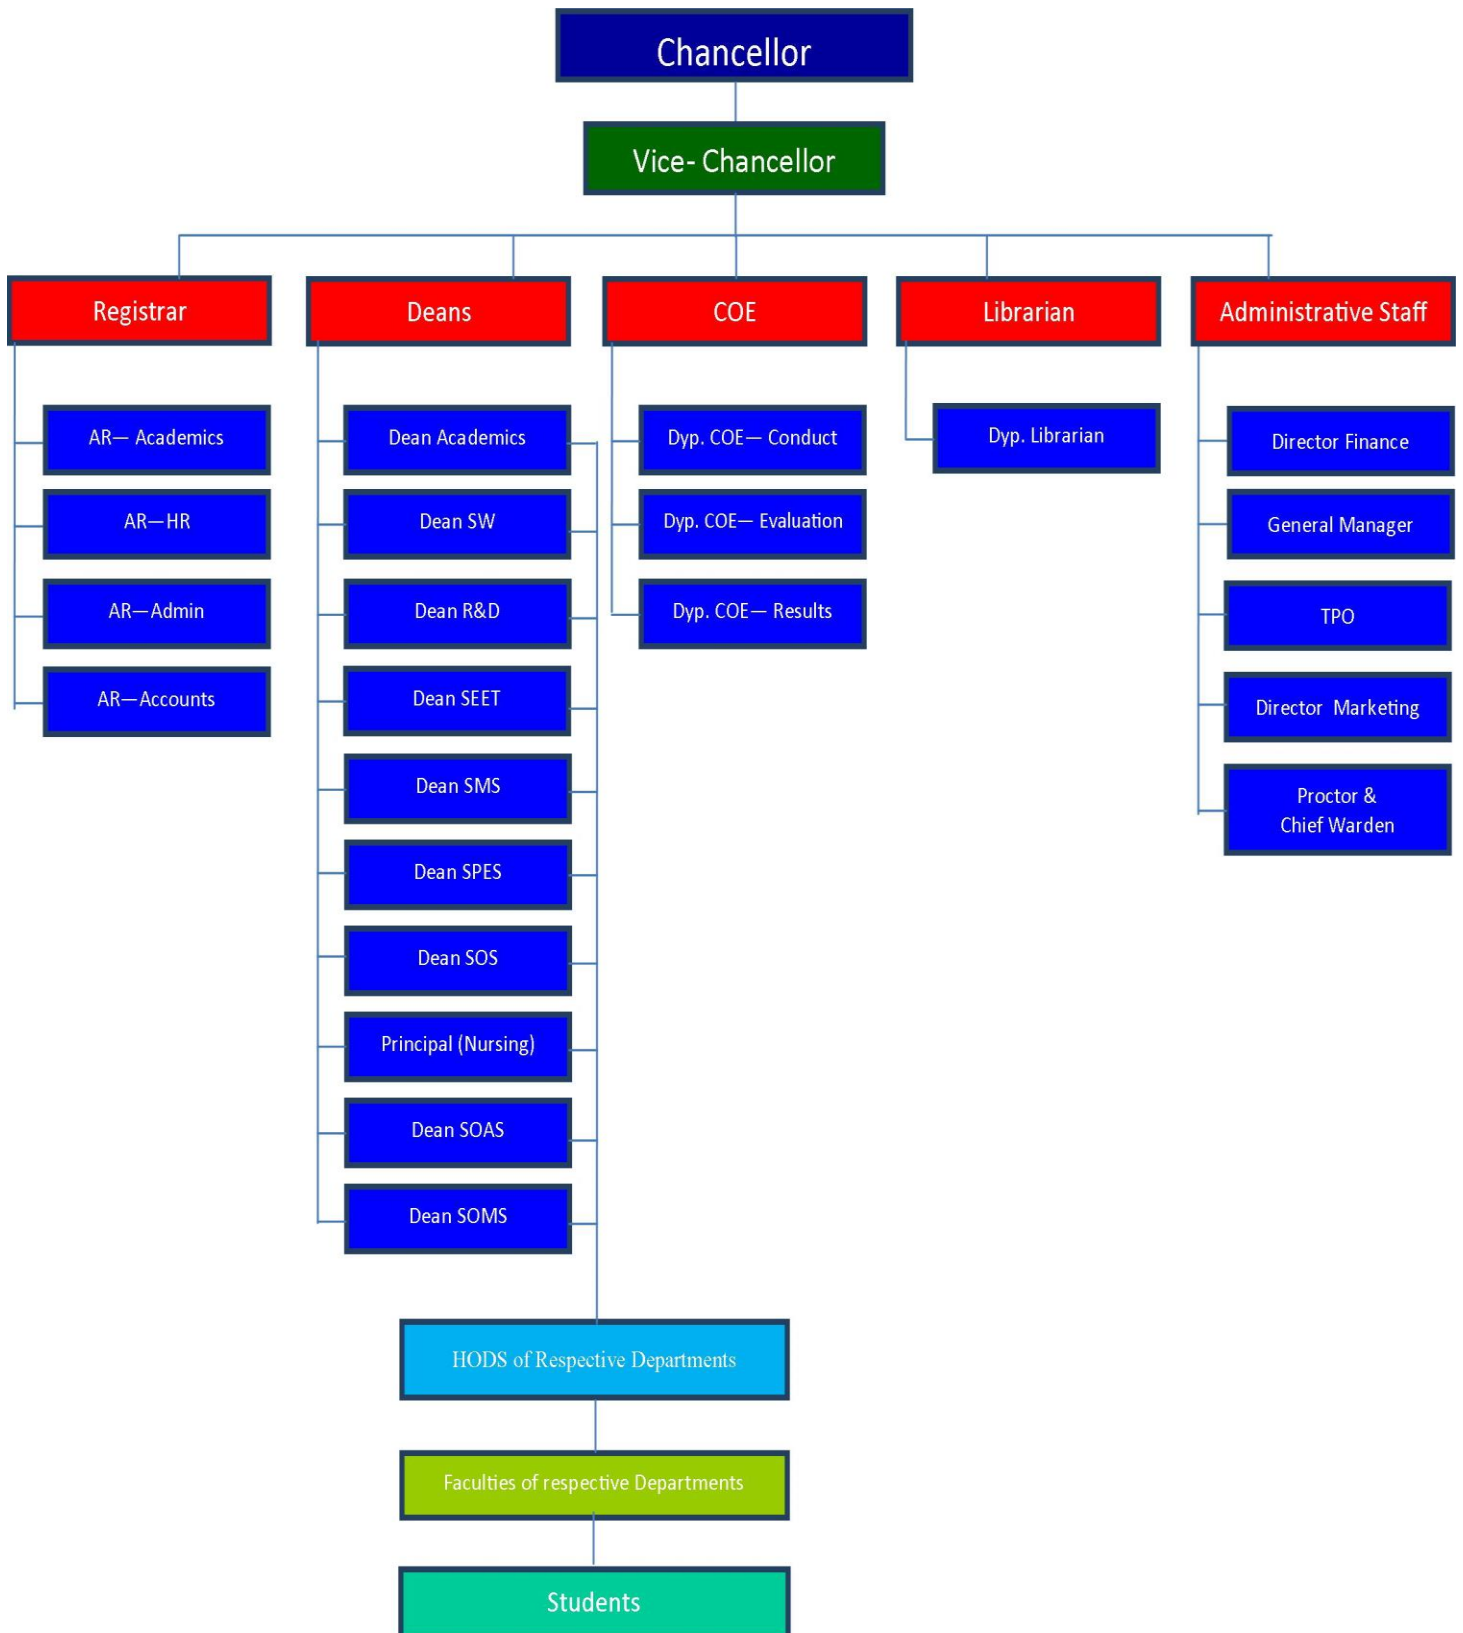 Chancellor
Vice- Chancellor
Registrar
Deans
COE
Librarian
Administrative Staff
AR— Academics
AR—HR
AR—Admin
AR—Accounts
Dean Academics
Dean SW
Dean R&D
Dean SEET
Dean SMS
Dean SPES
Dean SOS
Principal (Nursing)
Dean SOAS
Dean SOMS
Dyp. COE— Conduct
Dyp. COE— Evaluation
Dyp. COE— Results
Dyp. Librarian
Director Finance
General Manager
TPO
Director Marketing
Proctor &
Chief Warden
HODS of Respective Departments
Faculties of respective Departments
Students